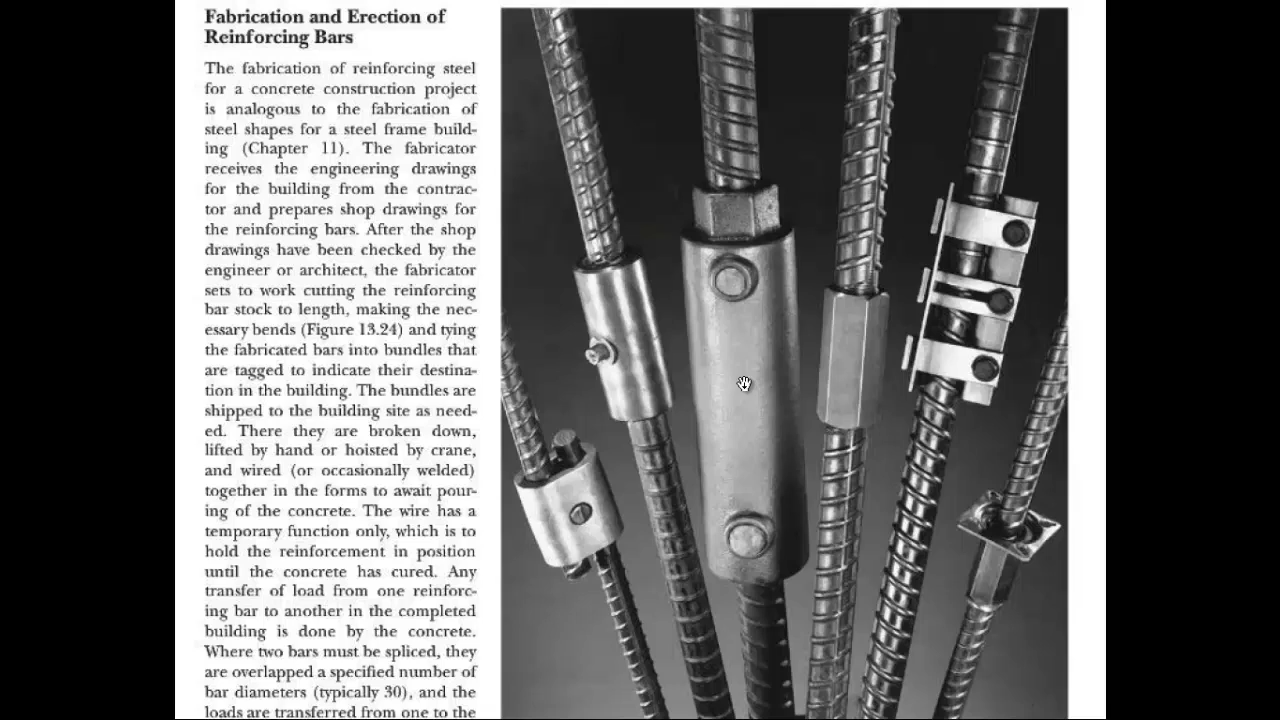 Fabrication and Erection of
Reinforcing Bars
The fabrication of reinforcing steel
for a concrete construction project
is analogous to the fabrication of
steel shapes for a steel frame build-
ing (Chapter 11). The fabricator
receives the engineering drawings
for the building from the contrac-
tor and prepares shop drawings for
the reinforcing bars. After the shop
drawings have been checked by the
engineer or architect, the fabricator
sets to work cutting the reinforcing
bar stock to length, making the nec-
essary bends (Figure 13.24) and tying
the fabricated bars into bundles that
are tagged to indicate their destina-
tion in the building. The bundles are
shipped to the building site as need-
ed. There they are broken down,
lifted by hand or hoisted by crane,
and wired (or occasionally welded)
together in the forms to await pour-
ing of the concrete. The wire has a
temporary function only, which is to
hold the reinforcement in position
until the concrete has cured. Any
transfer of load from one reinforc-
ing bar to another in the completed
building is done by the concrete.
Where two bars must be spliced, they
are overlapped a specified number of
bar diameters (typically 30), and the
loads are transferred from one to the